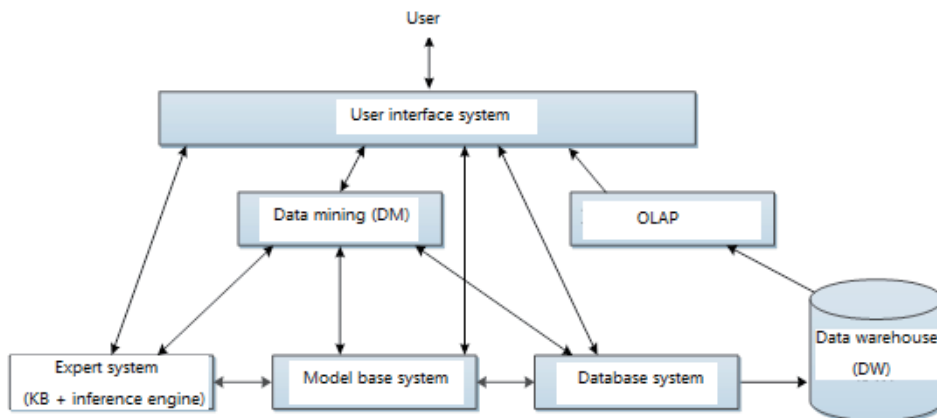 User
User interface system
Data mining (DM)
OLAP
Data warehouse
(DW)
Expert system
(KB + inference engine)
Model base system
Database system